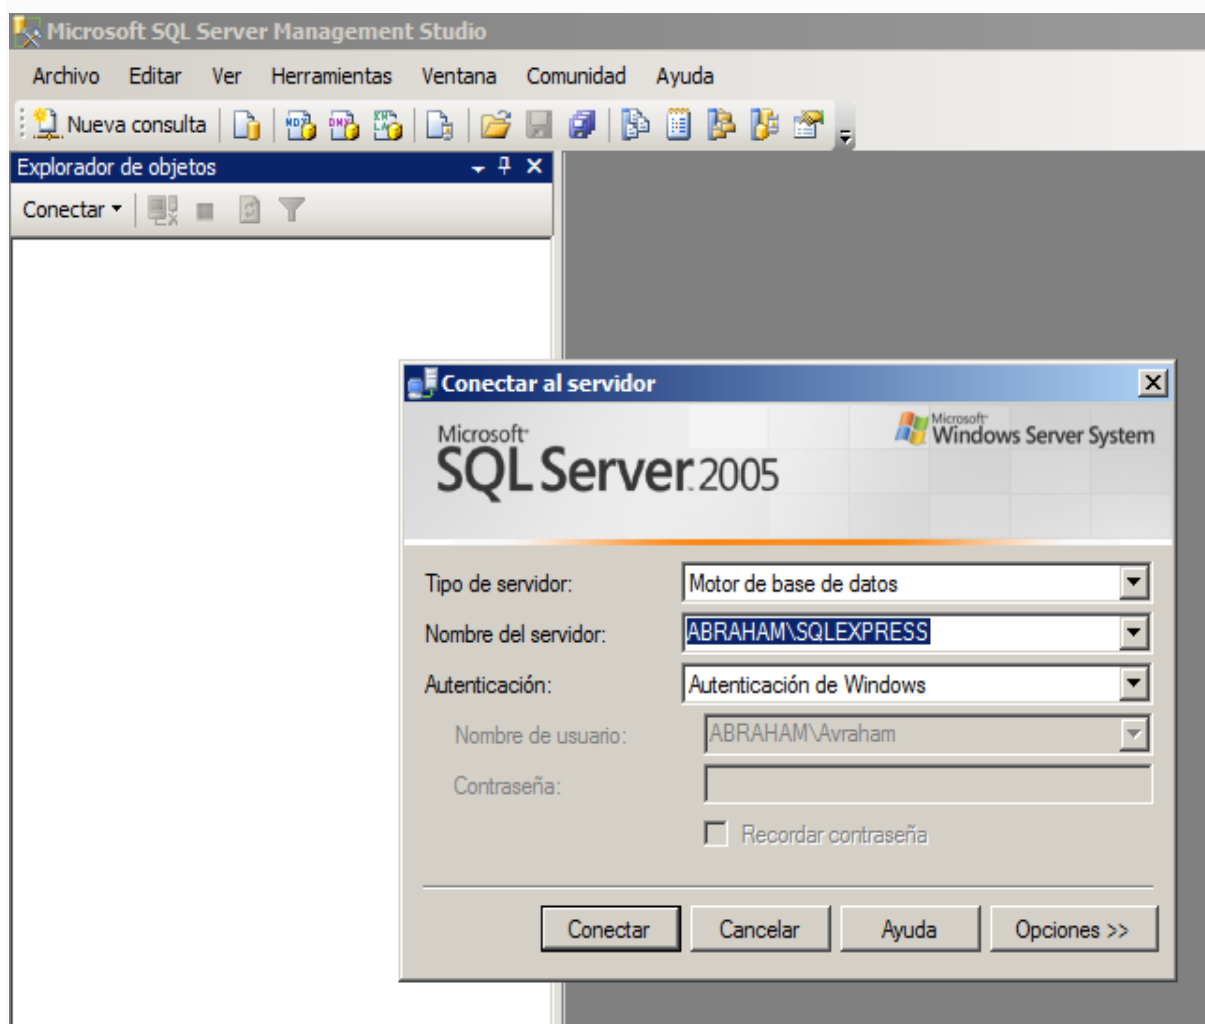 Microsoft SQL Server Management Studio
Archivo Editar Ver Herramientas Ventana Comunidad Ayuda
Nueva consulta
Explorador de objetos
Conectar
Conectar al servidor
Microsoft
SQL Server 2005
Microsoft
Windows Server System
Tipo de servidor: Motor de base de datos
Nombre del servidor: ABRAHAM\SQLEXPRESS
Autenticación: Autenticación de Windows
Nombre de usuario: ABRAHAM\Avraham
Contraseña:
Recordar contraseña
Conectar Cancelar Ayuda Opciones >>